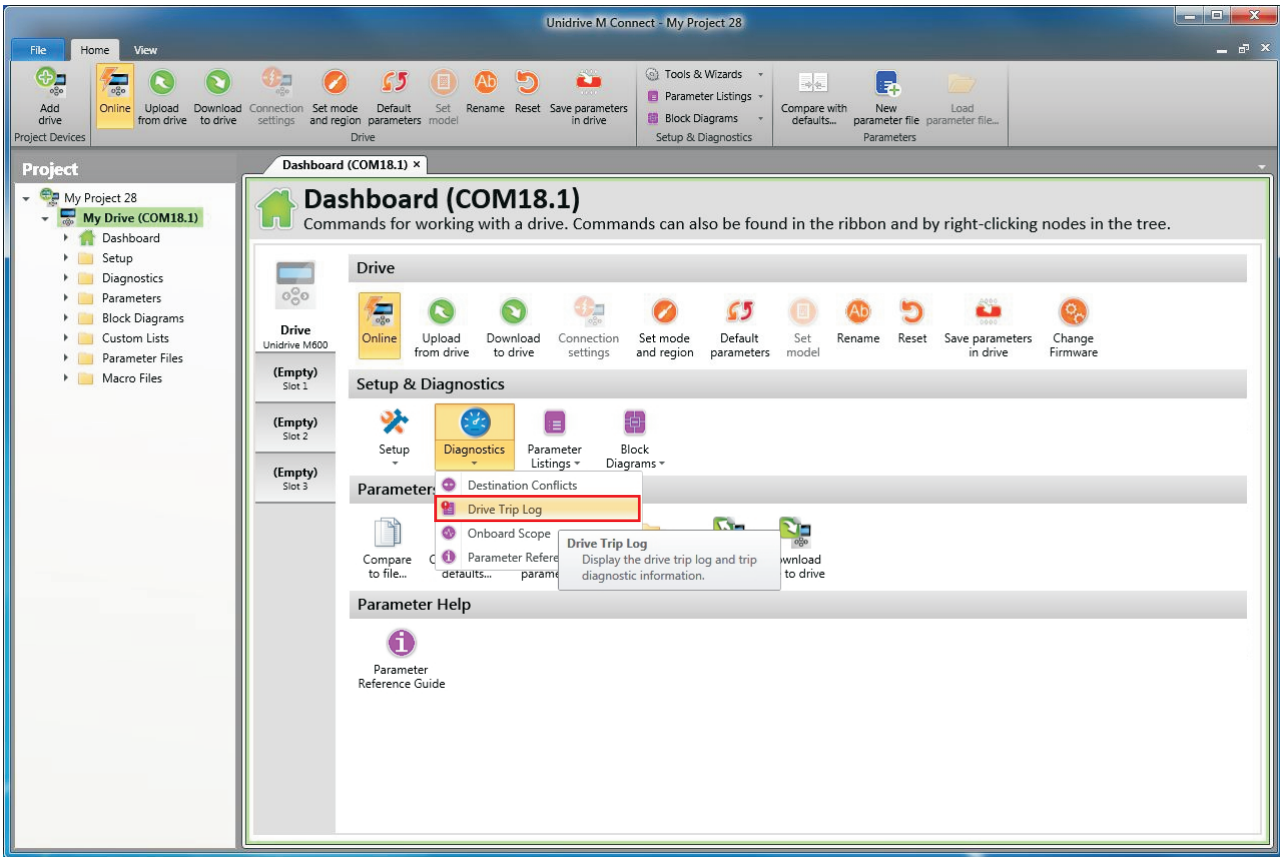 Unidrive M Connect - My Project 28
File Home View
Add drive
Online
Upload from drive
Download to drive
Connection settings
Set mode and region
Default parameters
Set model
Rename
Reset
Save parameters in drive
Tools & Wizards
Parameter Listings
Block Diagrams
Compare with defaults...
New parameter file
Load parameter file...
Project Devices
Drive
Setup & Diagnostics
Parameters
Project
My Project 28
My Drive (COM18.1)
Dashboard
Setup
Diagnostics
Parameters
Block Diagrams
Custom Lists
Parameter Files
Macro Files
Dashboard (COM18.1) ×
Dashboard (COM18.1)
Commands for working with a drive. Commands can also be found in the ribbon and by right-clicking nodes in the tree.
Drive
Unidrive M600
(Empty)
Slot 1
(Empty)
Slot 2
(Empty)
Slot 3
Drive
Online
Upload from drive
Download to drive
Connection settings
Set mode and region
Default parameters
Set model
Rename
Reset
Save parameters in drive
Change Firmware
Setup & Diagnostics
Setup
Diagnostics
Parameter Listings
Block Diagrams
Destination Conflicts
Drive Trip Log
Onboard Scope
Parameter Refere
Drive Trip Log
Display the drive trip log and trip
diagnostic information.
Parameter
Compare to file...
defaults...
parame
wnload
to drive
Parameter Help
Parameter
Reference Guide